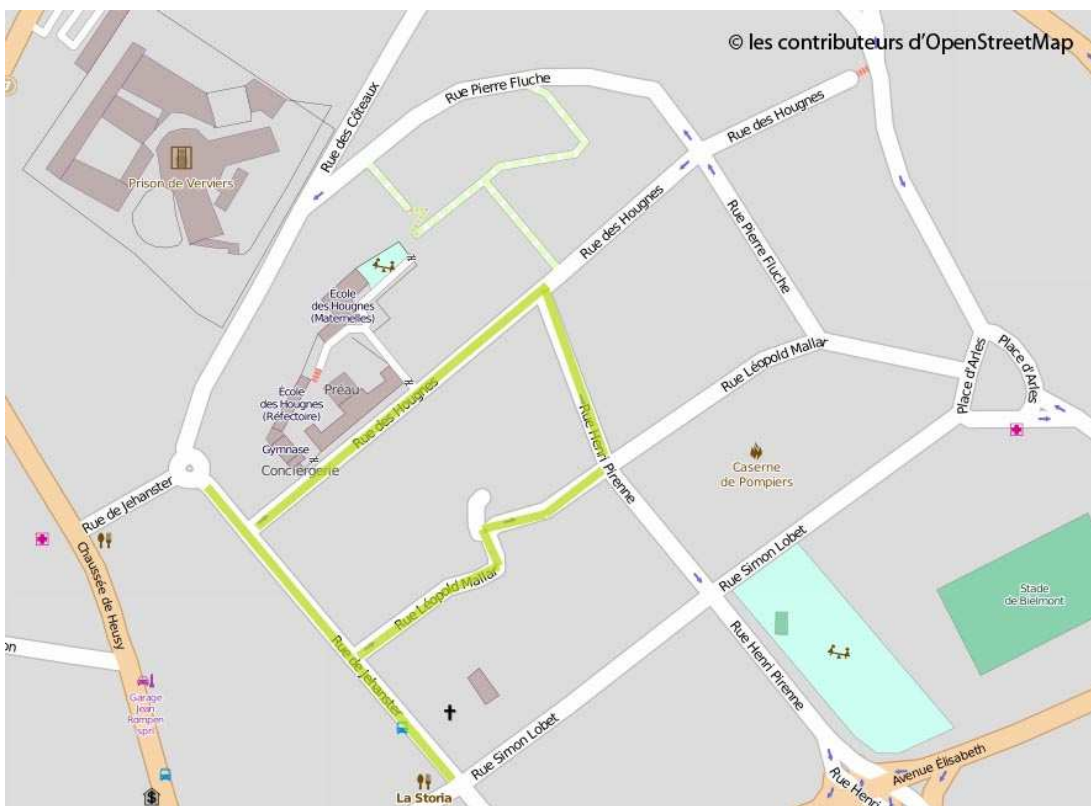 © les contributeurs d'OpenStreetMap
Rue Pierre Fluche
Rue des Hougnes
Rue des Côteaux
Prison de Verviers
Rue des Hougnes
Rue Pierre Fluche
École
des Hougnes
(Maternelles)
Rue Léopold Mallar
Place d'Arles
Place d'Arles
Préau
École
des Hougnes
(Réfectoire)
Rue des Hougnes
Rue Henri Pirenne
Gymnase
Conciergerie
Caserne
de Pompiers
Rue de Jehanster
Chaussée de Heusy
Rue Simon Lobet
Stade
de Bielmont
Rue Léopold Mallar
on
Rue de Jehanster
Rue Henri Pirenne
Garage
Jean
Rompen
sprl
Rue Simon Lobet
Avenue Élisabeth
Rue Henri
La Storia
$